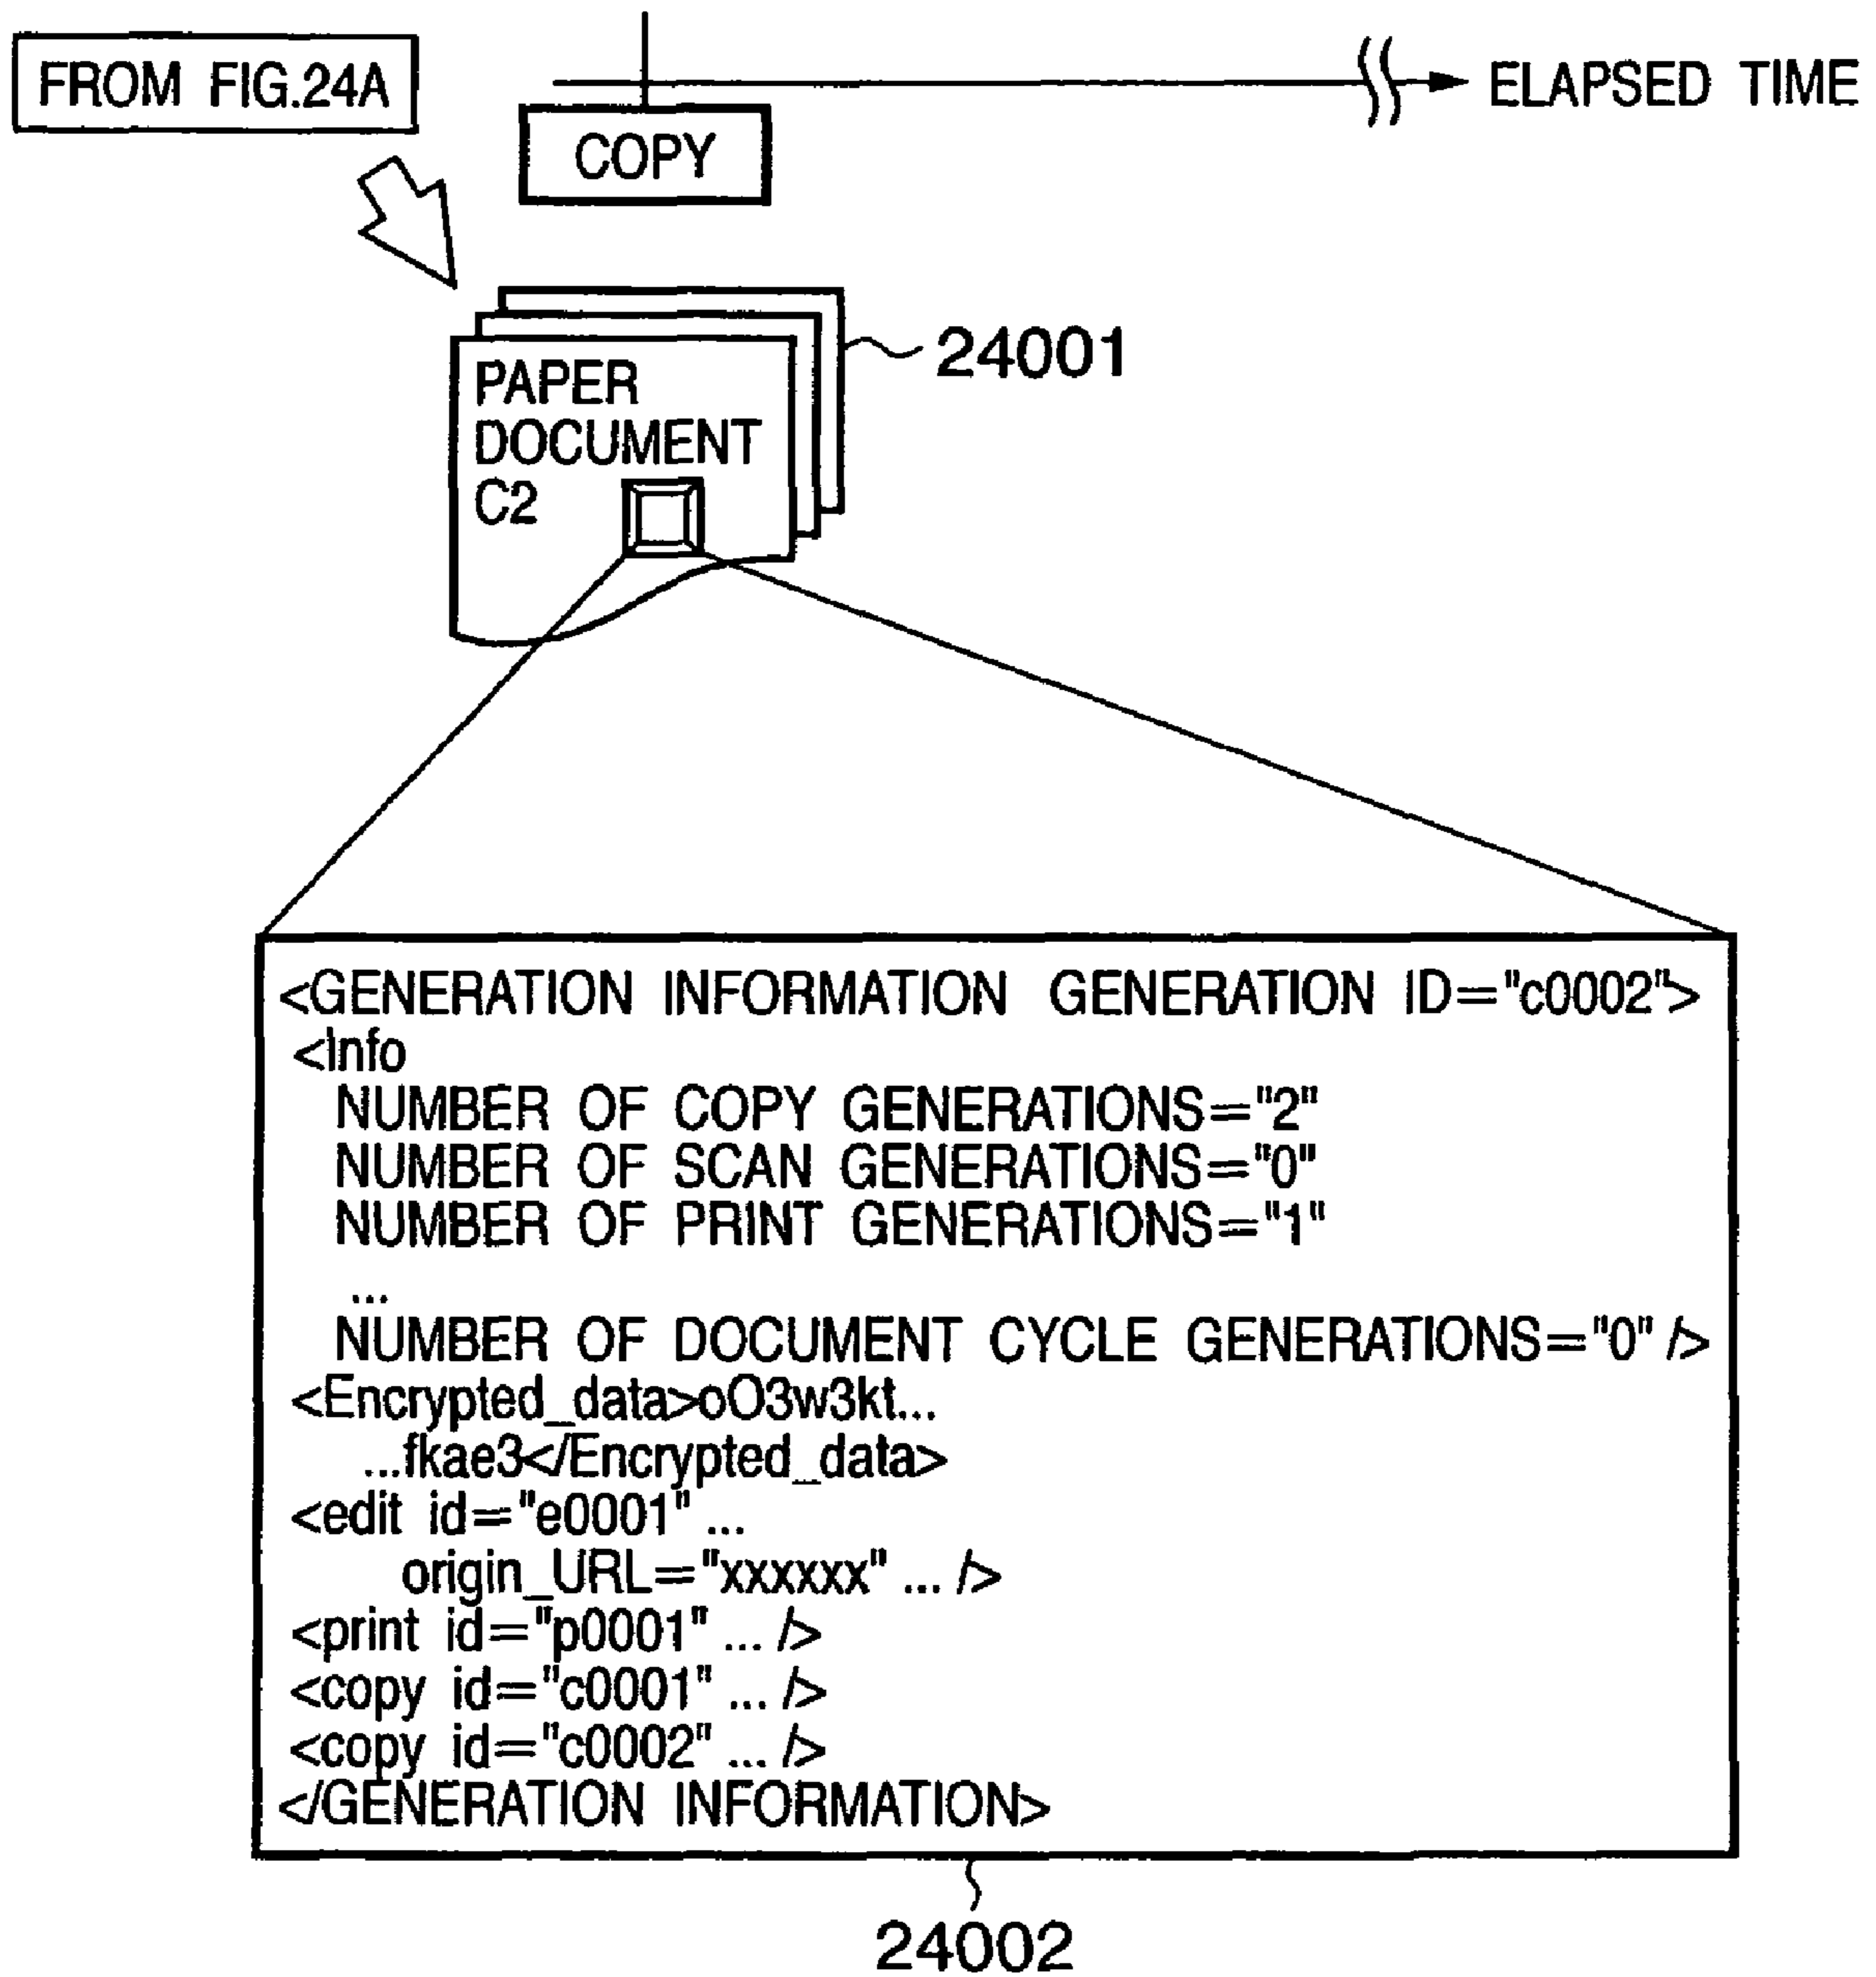 FROM FIG.24A
ELAPSED TIME
COPY
24001
PAPER
DOCUMENT
C2
<GENERATION INFORMATION GENERATION ID="c0002">
<Info
NUMBER OF COPY GENERATIONS="2"
NUMBER OF SCAN GENERATIONS="0"
NUMBER OF PRINT GENERATIONS="1"
...
NUMBER OF DOCUMENT CYCLE GENERATIONS="0" />
<Encrypted_data>oO3w3kt...
...fkae3</Encrypted_data>
<edit id="e0001" ...
origin_URL="xxxxxx" ... />
<print id="p0001" ... />
<copy id="c0001" ... />
<copy id="c0002" ... />
</GENERATION INFORMATION>
24002